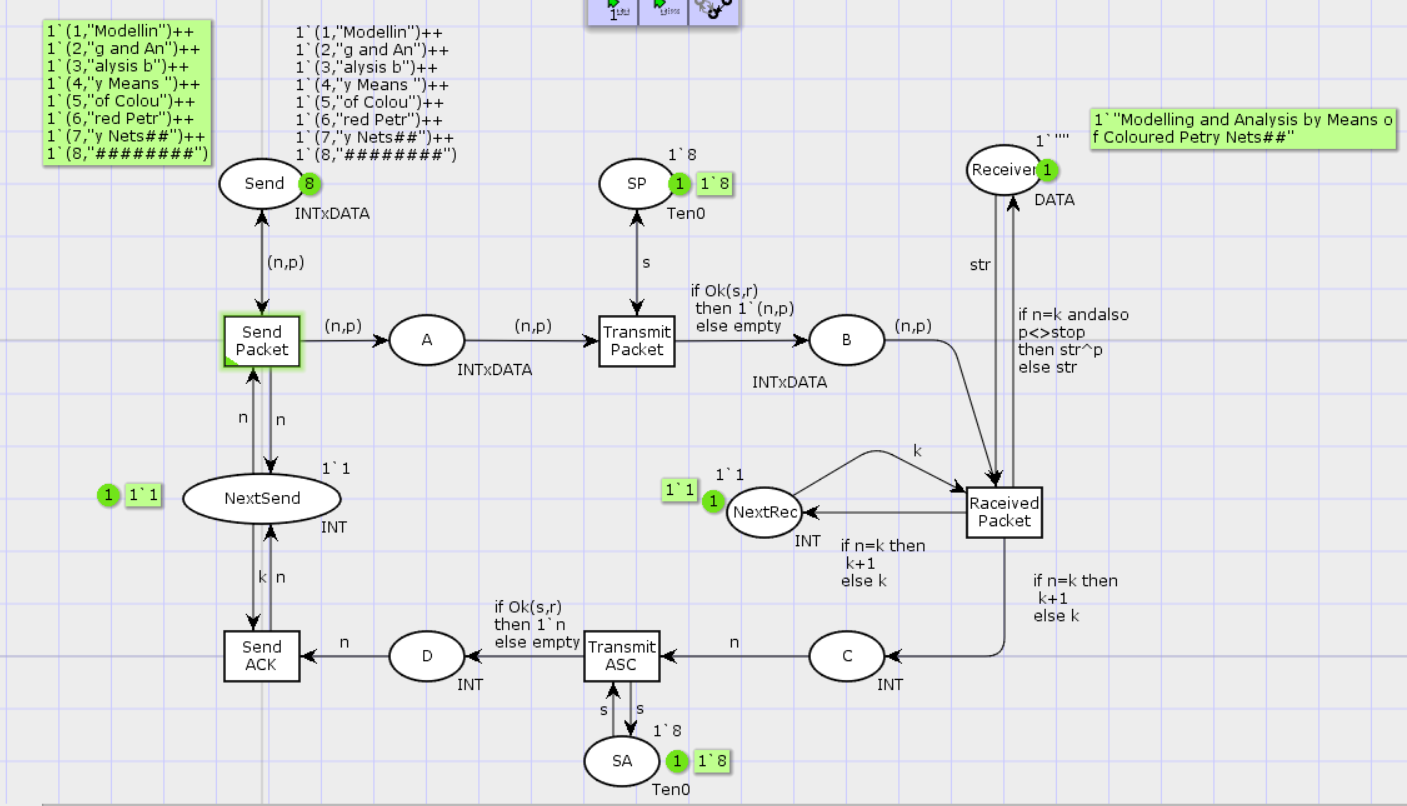 1`(1,"Modellin")++
1`(2,"g and An")++
1`(3,"alysis b")++
1`(4,"y Means ")++
1`(5,"of Colou")++
1`(6,"red Petr")++
1`(7,"y Nets##")++
1`(8,"########")
1`(1,"Modellin")++
1`(2,"g and An")++
1`(3,"alysis b")++
1`(4,"y Means ")++
1`(5,"of Colou")++
1`(6,"red Petr")++
1`(7,"y Nets##")++
1`(8,"########")
1
1`"Modelling and Analysis by Means o
f Coloured Petry Nets##"
Send
8
INTxDATA
1`8
SP
1
1`8
Ten0
1`""
Receiver
1
DATA
(n,p)
s
str
if n=k andalso
p<>stop
then str^p
else str
Send
Packet
(n,p)
A
INTxDATA
(n,p)
Transmit
Packet
if Ok(s,r)
then 1`(n,p)
else empty
B
INTxDATA
(n,p)
n
n
1`1
1
1`1
NextSend
INT
1`1
1`1
1
NextRec
INT
k
Raceived
Packet
if n=k then
k+1
else k
if n=k then
k+1
else k
k
n
Send
ACK
n
D
INT
if Ok(s,r)
then 1`n
else empty
Transmit
ASC
n
C
INT
s
s
1`8
SA
1
1`8
Ten0